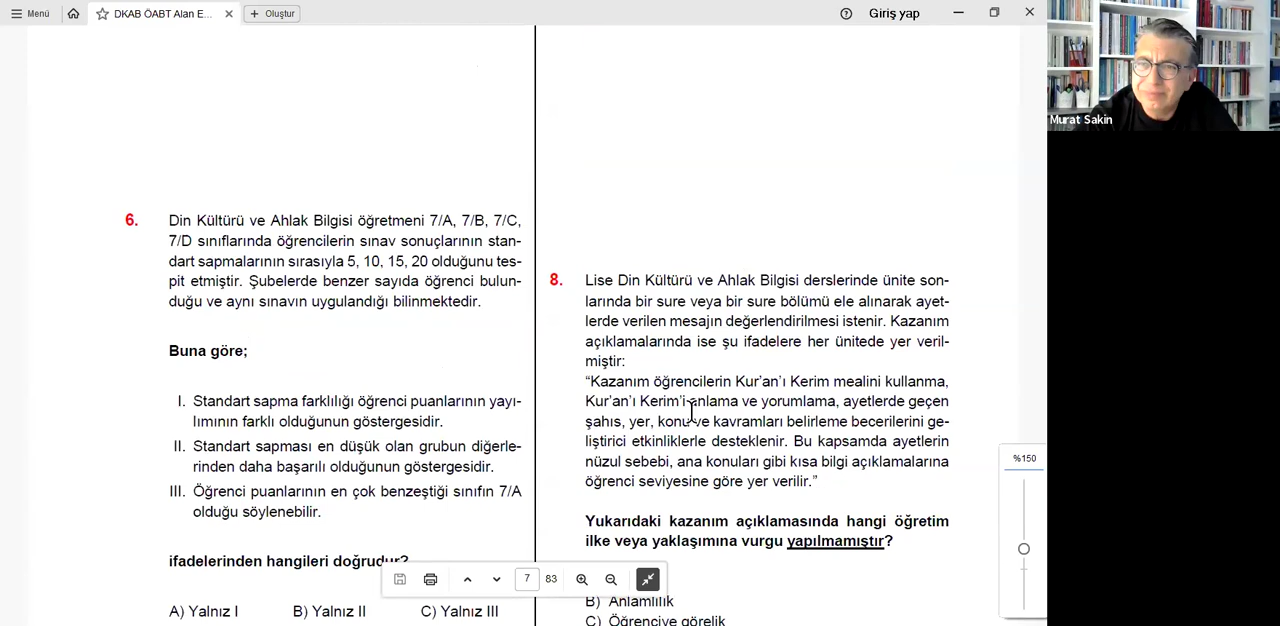 Menü
DKAB ÖABT Alan E...
Oluştur
Giriş yap
Murat Sakin
6. Din Kültürü ve Ahlak Bilgisi öğretmeni 7/A, 7/B, 7/C,
7/D sınıflarında öğrencilerin sınav sonuçlarının stan-
dart sapmalarının sırasıyla 5, 10, 15, 20 olduğunu tes-
pit etmiştir. Şubelerde benzer sayıda öğrenci bulun-
duğu ve aynı sınavın uygulandığı bilinmektedir.
Buna göre;
I. Standart sapma farklılığı öğrenci puanlarının yayı-
lımının farklı olduğunun göstergesidir.
II. Standart sapması en düşük olan grubun diğerle-
rinden daha başarılı olduğunun göstergesidir.
III. Öğrenci puanlarının en çok benzeştiği sınıfın 7/A
olduğu söylenebilir.
ifadelerinden hangileri doğrudur?
A) Yalnız I B) Yalnız II C) Yalnız III
8. Lise Din Kültürü ve Ahlak Bilgisi derslerinde ünite son-
larında bir sure veya bir sure bölümü ele alınarak ayet-
lerde verilen mesajın değerlendirilmesi istenir. Kazanım
açıklamalarında ise şu ifadelere her ünitede yer veril-
miştir:
“Kazanım öğrencilerin Kur’an’ı Kerim mealini kullanma,
Kur’an’ı Kerim’i anlama ve yorumlama, ayetlerde geçen
şahıs, yer, konu ve kavramları belirleme becerilerini ge-
liştirici etkinliklerle desteklenir. Bu kapsamda ayetlerin
nüzul sebebi, ana konuları gibi kısa bilgi açıklamalarına
öğrenci seviyesine göre yer verilir.”
Yukarıdaki kazanım açıklamasında hangi öğretim
ilke veya yaklaşımına vurgu yapılmamıştır?
B) Anlamlılık
C) Öğrenciye görelik
7 83
%150